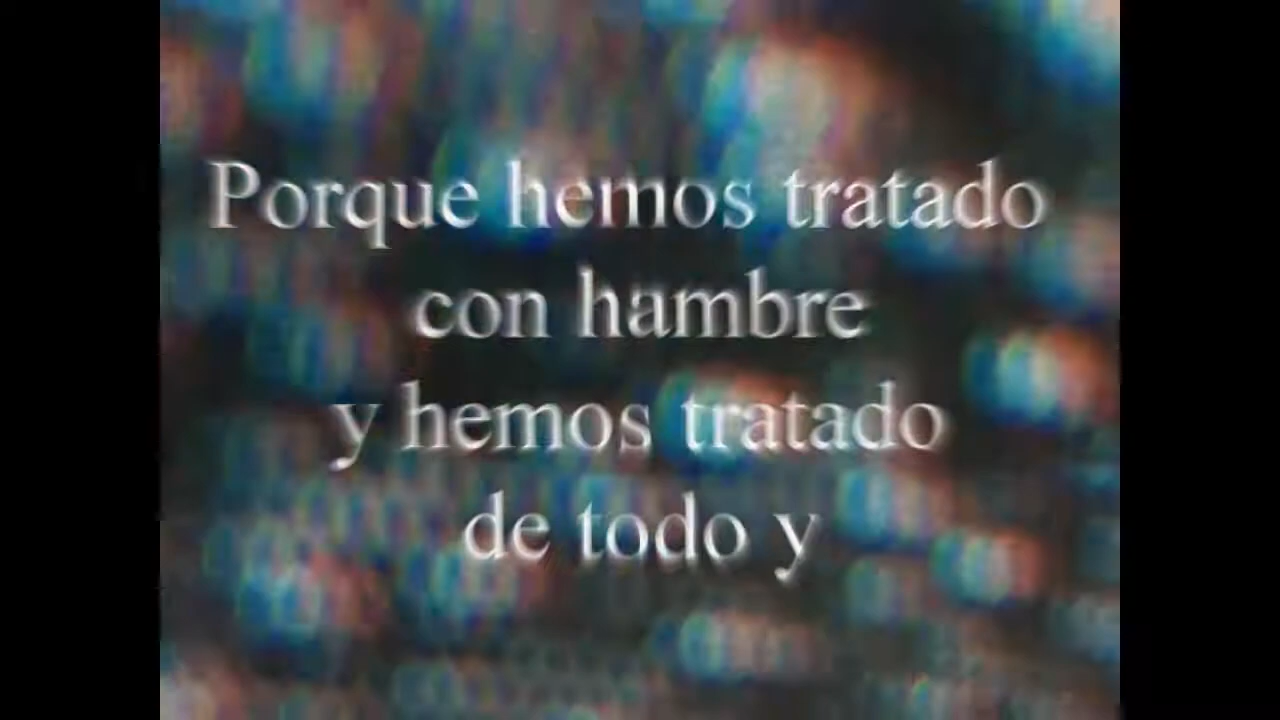 Porque hemos tratado
con hambre
y hemos tratado
de todo y